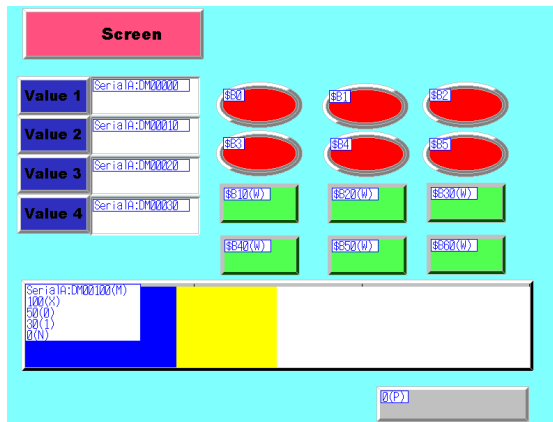 Screen
Value 1 SerialA:DM00000
$B0 $B1 $B2
Value 2 SerialA:DM00010
$B3 $B4 $B5
Value 3 SerialA:DM00020
$B10(W) $B20(W) $B30(W)
Value 4 SerialA:DM00030
$B40(W) $B50(W) $B60(W)
SerialA:DM00100(M)
100(X)
50(0)
30(1)
0(N)
0(P)